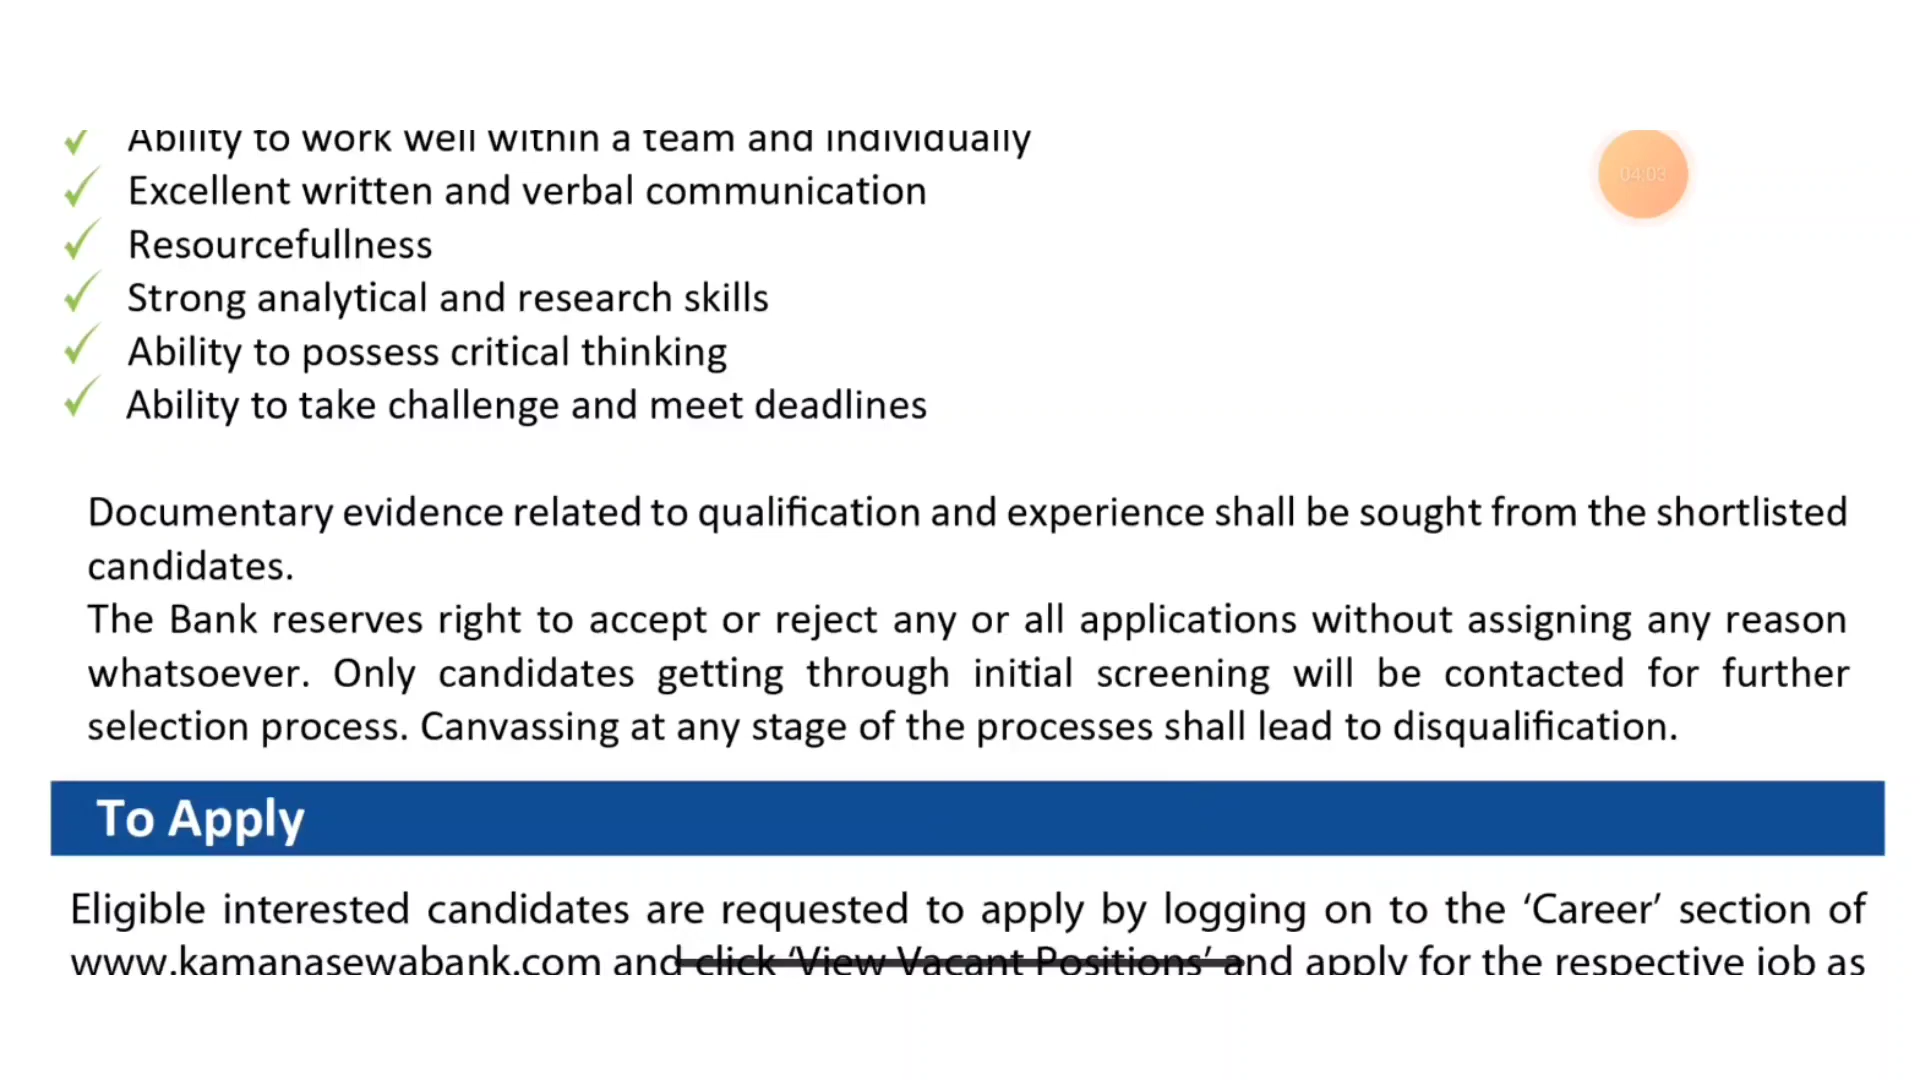 Ability to work well within a team and individually
Excellent written and verbal communication
Resourcefullness
Strong analytical and research skills
Ability to possess critical thinking
Ability to take challenge and meet deadlines
Documentary evidence related to qualification and experience shall be sought from the shortlisted
candidates.
The Bank reserves right to accept or reject any or all applications without assigning any reason
whatsoever. Only candidates getting through initial screening will be contacted for further
selection process. Canvassing at any stage of the processes shall lead to disqualification.
To Apply
Eligible interested candidates are requested to apply by logging on to the ‘Career’ section of
www.kamanasewabank.com and click ‘View Vacant Positions’ and apply for the respective job as
04:03